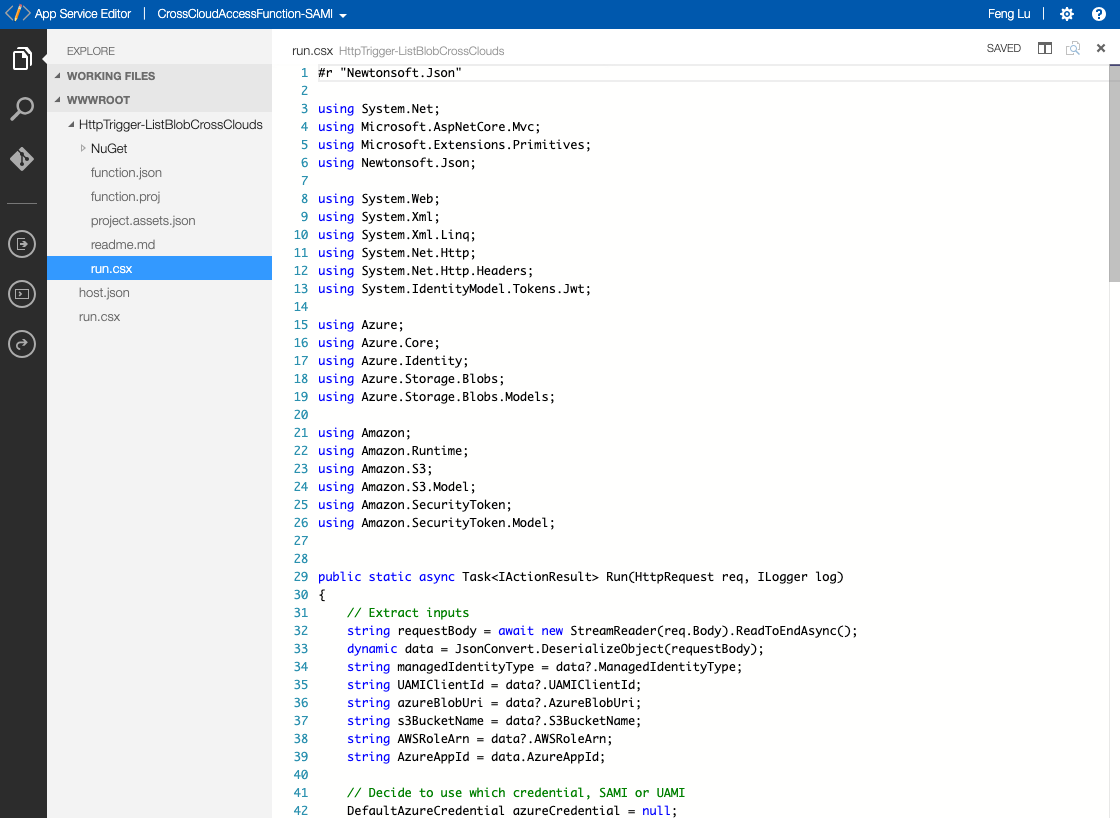 App Service Editor | CrossCloudAccessFunction-SAMI
Feng Lu
EXPLORE
WORKING FILES
WWWROOT
HttpTrigger-ListBlobCrossClouds
NuGet
function.json
function.proj
project.assets.json
readme.md
run.csx
host.json
run.csx
run.csx HttpTrigger-ListBlobCrossClouds
SAVED
1 #r "Newtonsoft.Json"
2
3 using System.Net;
4 using Microsoft.AspNetCore.Mvc;
5 using Microsoft.Extensions.Primitives;
6 using Newtonsoft.Json;
7
8 using System.Web;
9 using System.Xml;
10 using System.Xml.Linq;
11 using System.Net.Http;
12 using System.Net.Http.Headers;
13 using System.IdentityModel.Tokens.Jwt;
14
15 using Azure;
16 using Azure.Core;
17 using Azure.Identity;
18 using Azure.Storage.Blobs;
19 using Azure.Storage.Blobs.Models;
20
21 using Amazon;
22 using Amazon.Runtime;
23 using Amazon.S3;
24 using Amazon.S3.Model;
25 using Amazon.SecurityToken;
26 using Amazon.SecurityToken.Model;
27
28
29 public static async Task<IActionResult> Run(HttpRequest req, ILogger log)
30 {
31     // Extract inputs
32     string requestBody = await new StreamReader(req.Body).ReadToEndAsync();
33     dynamic data = JsonConvert.DeserializeObject(requestBody);
34     string managedIdentityType = data?.ManagedIdentityType;
35     string UAMIClientId = data?.UAMIClientId;
36     string azureBlobUri = data?.AzureBlobUri;
37     string s3BucketName = data?.S3BucketName;
38     string AWSRoleArn = data?.AWSRoleArn;
39     string AzureAppId = data.AzureAppId;
40
41     // Decide to use which credential, SAMI or UAMI
42     DefaultAzureCredential azureCredential = null;